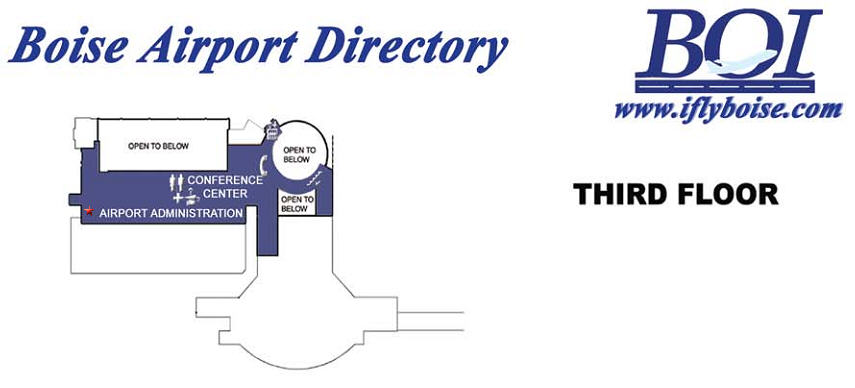 Boise Airport Directory
BOI
www.iflyboise.com
OPEN TO BELOW
OPEN TO
BELOW
CONFERENCE
CENTER
OPEN TO
BELOW
AIRPORT ADMINISTRATION
THIRD FLOOR